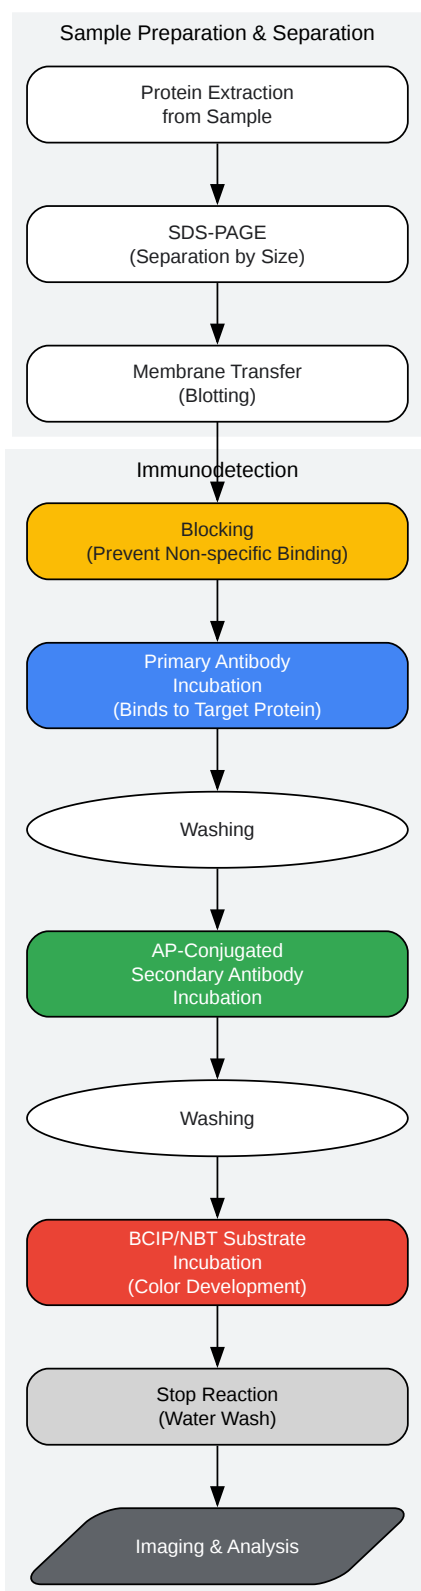 Sample Preparation & Separation
Protein Extraction
from Sample
SDS-PAGE
(Separation by Size)
Membrane Transfer
(Blotting)
Immunodetection
Blocking
(Prevent Non-specific Binding)
Primary Antibody
Incubation
(Binds to Target Protein)
Washing
AP-Conjugated
Secondary Antibody
Incubation
Washing
BCIP/NBT Substrate
Incubation
(Color Development)
Stop Reaction
(Water Wash)
Imaging & Analysis